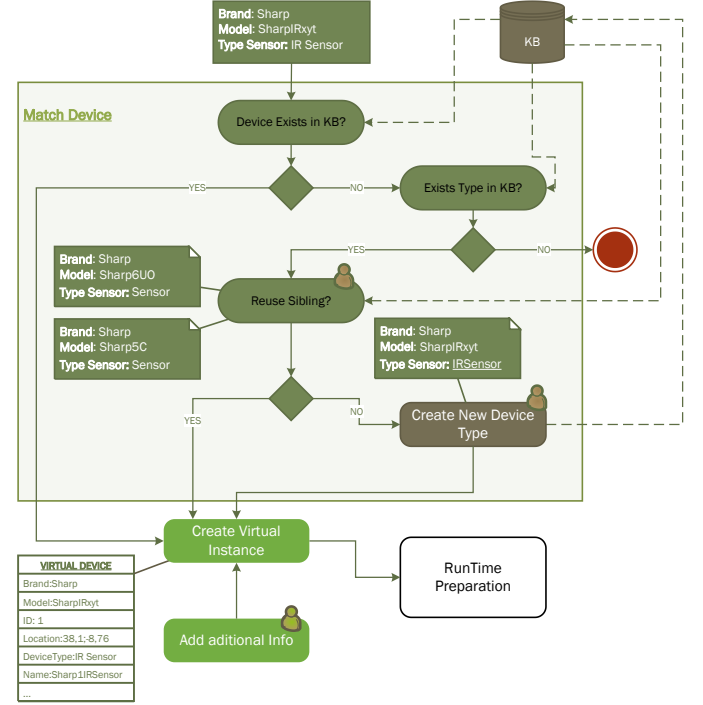 Brand: Sharp
Model: SharpIRxyt
Type Sensor: IR Sensor
KB
Match Device
Device Exists in KB?
YES
NO
Exists Type in KB?
YES
NO
Brand: Sharp
Model: Sharp6UO
Type Sensor: Sensor
Reuse Sibling?
Brand: Sharp
Model: Sharp5C
Type Sensor: Sensor
Brand: Sharp
Model: SharpIRxyt
Type Sensor: IRSensor
YES
NO
Create New Device
Type
Create Virtual
Instance
RunTime
Preparation
VIRTUAL DEVICE
Brand:Sharp
Model:SharpIRxyt
ID: 1
Location:38,1;-8,76
DeviceType:IR Sensor
Name:Sharp1IRSensor
...
Add aditional Info